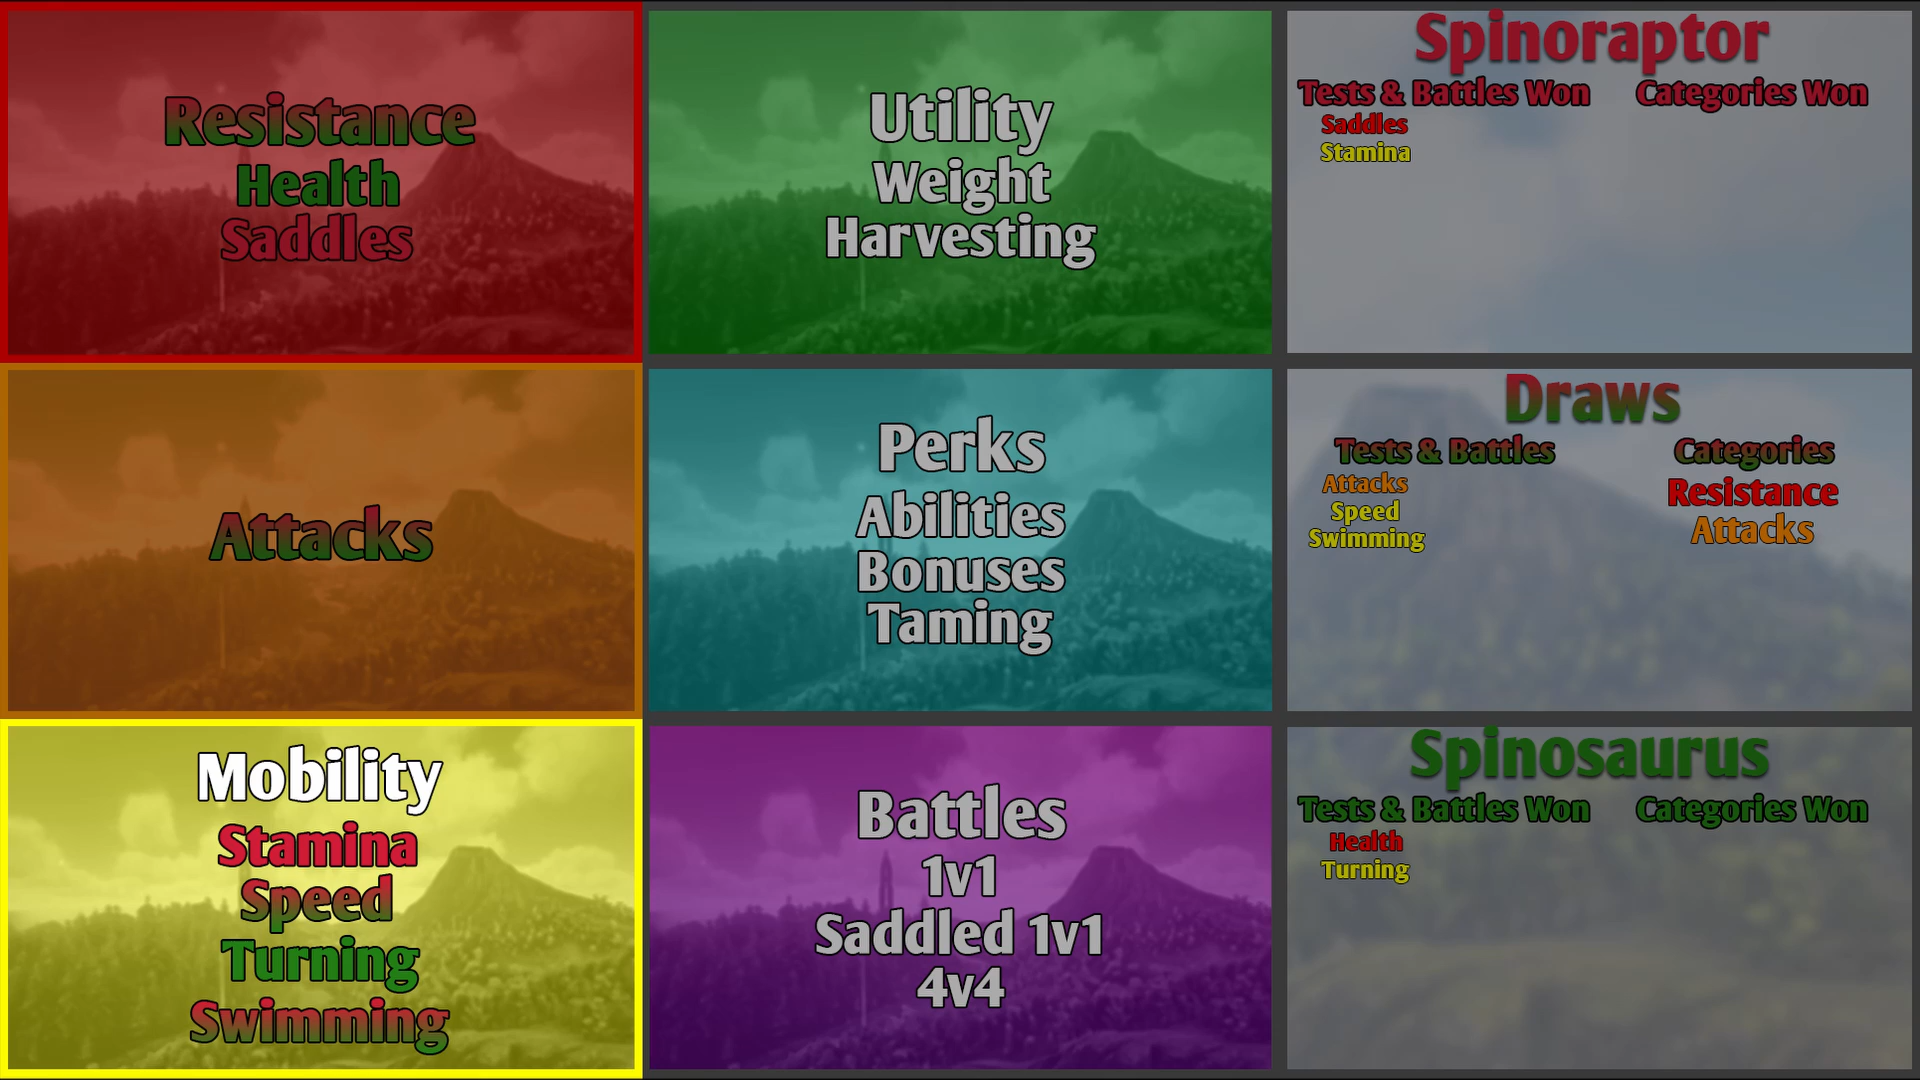 Resistance
Health
Saddles
Utility
Weight
Harvesting
Spinoraptor
Tests & Battles Won
Categories Won
Saddles
Stamina
Attacks
Perks
Abilities
Bonuses
Taming
Draws
Tests & Battles
Categories
Attacks
Speed
Swimming
Resistance
Attacks
Mobility
Stamina
Speed
Turning
Swimming
Battles
1v1
Saddled 1v1
4v4
Spinosaurus
Tests & Battles Won
Categories Won
Health
Turning